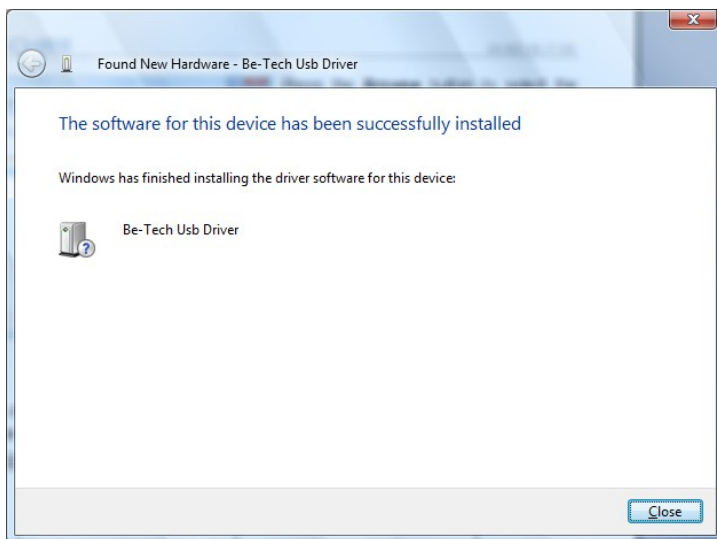 Found New Hardware - Be-Tech Usb Driver
The software for this device has been successfully installed
Windows has finished installing the driver software for this device:
Be-Tech Usb Driver
Close